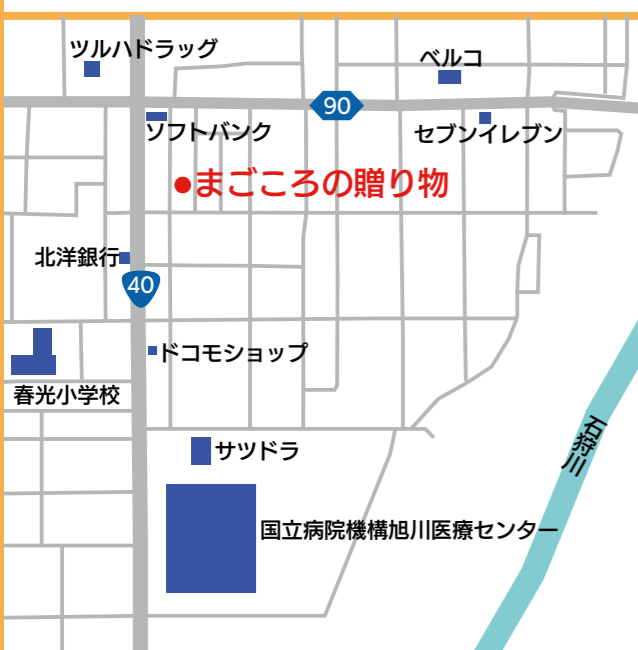 ツルハドラッグ
ベルコ
90
ソフトバンク
セブンイレブン
●まごころの贈り物
北洋銀行
40
ドコモショップ
春光小学校
石狩川
サツドラ
国立病院機構旭川医療センター